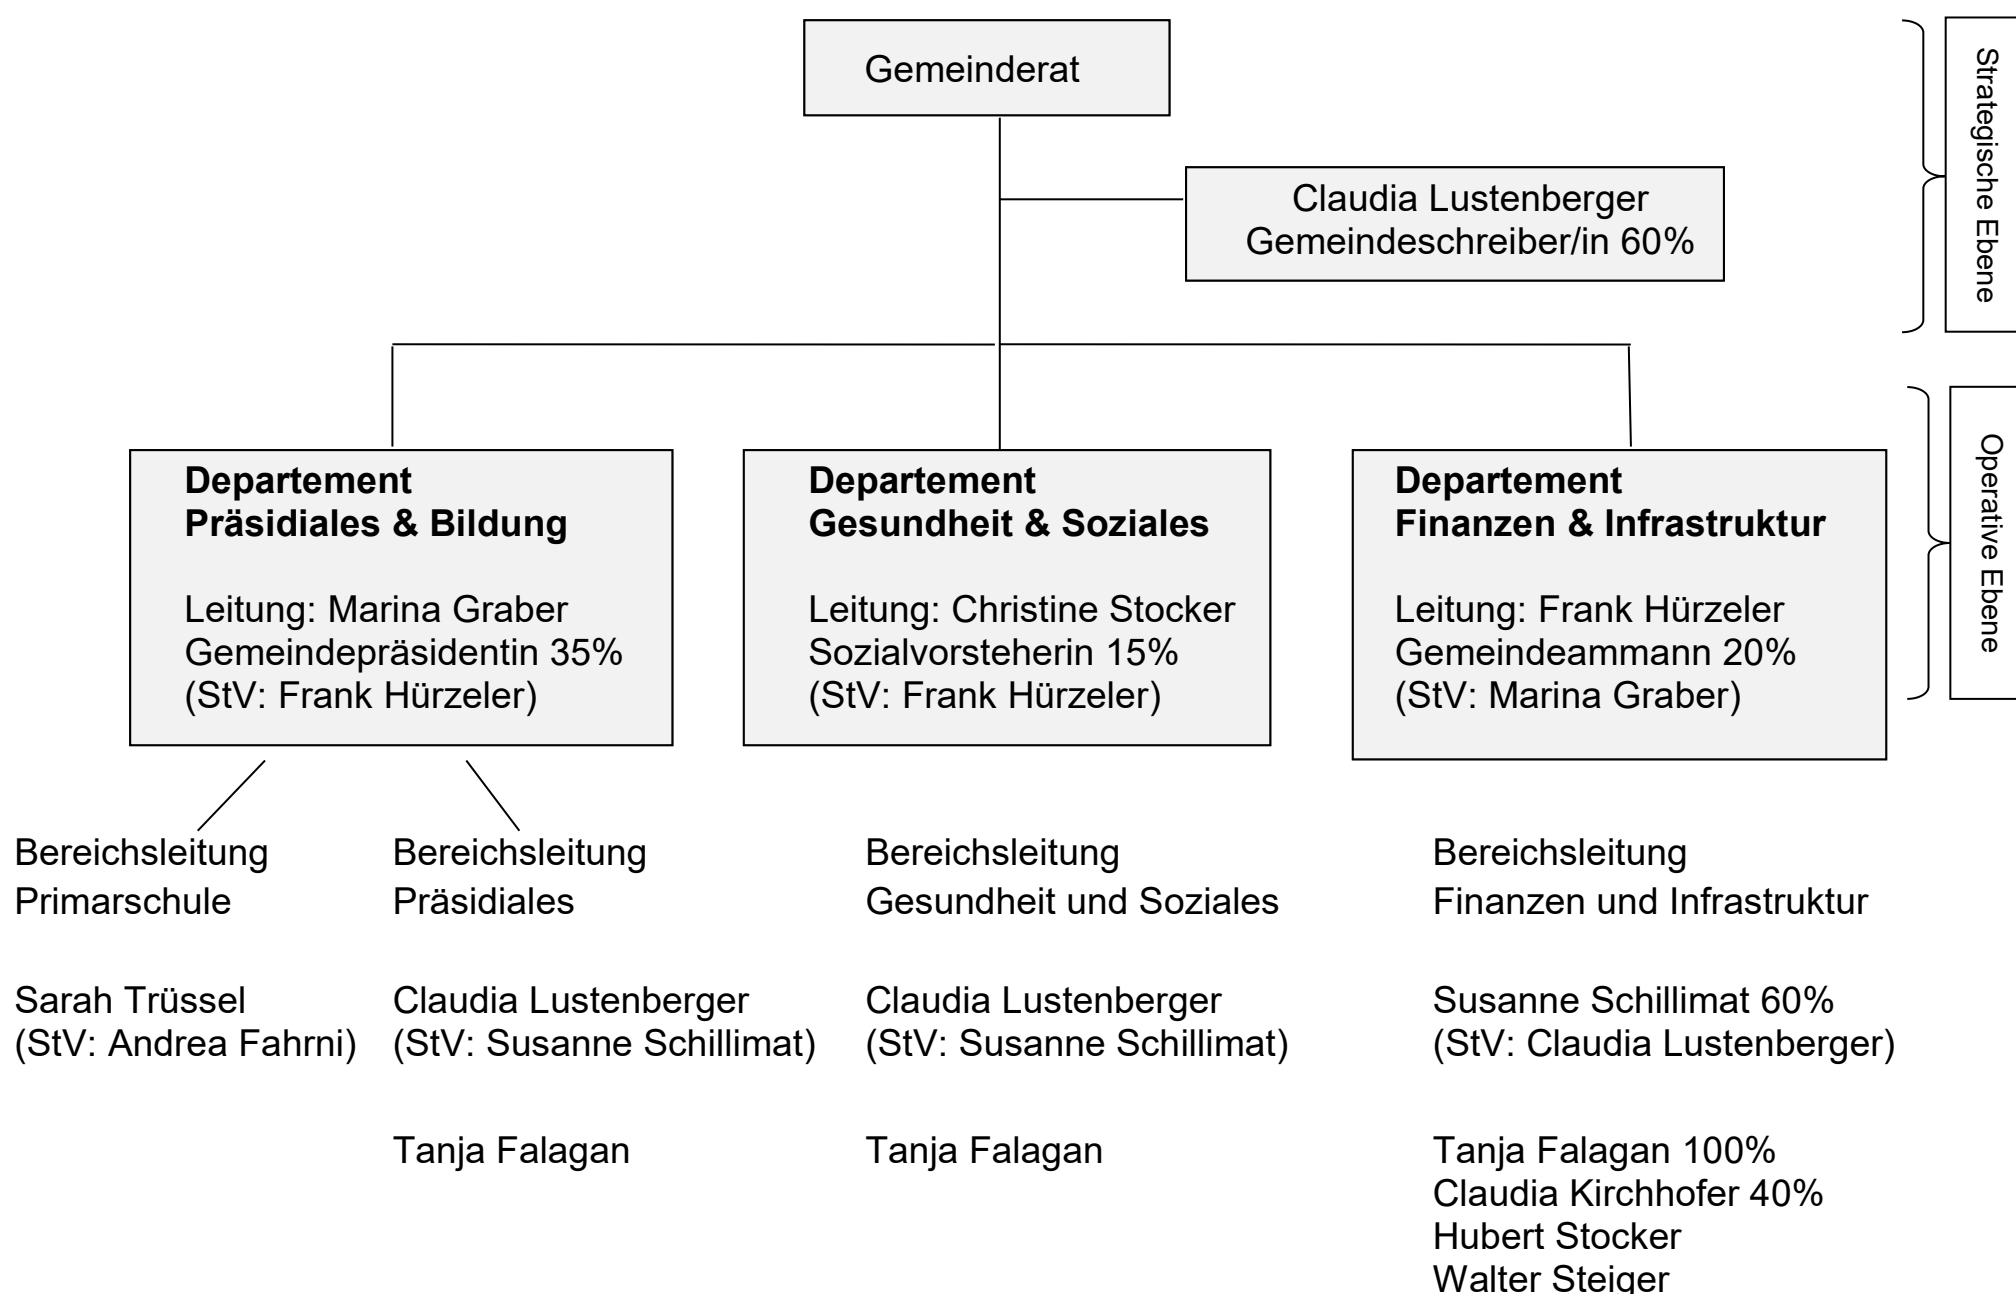 Gemeinderat
Strategische Ebene
Claudia Lustenberger
Gemeindeschreiber/in 60%
Operative Ebene
Departement
Präsidiales & Bildung
Leitung: Marina Graber
Gemeindepräsidentin 35%
(StV: Frank Hürzeler)
Departement
Gesundheit & Soziales
Leitung: Christine Stocker
Sozialvorsteherin 15%
(StV: Frank Hürzeler)
Departement
Finanzen & Infrastruktur
Leitung: Frank Hürzeler
Gemeindeammann 20%
(StV: Marina Graber)
Bereichsleitung
Primarschule
Sarah Trüssel
(StV: Andrea Fahrni)
Bereichsleitung
Präsidiales
Claudia Lustenberger
(StV: Susanne Schillimat)
Tanja Falagan
Bereichsleitung
Gesundheit und Soziales
Claudia Lustenberger
(StV: Susanne Schillimat)
Tanja Falagan
Bereichsleitung
Finanzen und Infrastruktur
Susanne Schillimat 60%
(StV: Claudia Lustenberger)
Tanja Falagan 100%
Claudia Kirchhofer 40%
Hubert Stocker
Walter Steiger